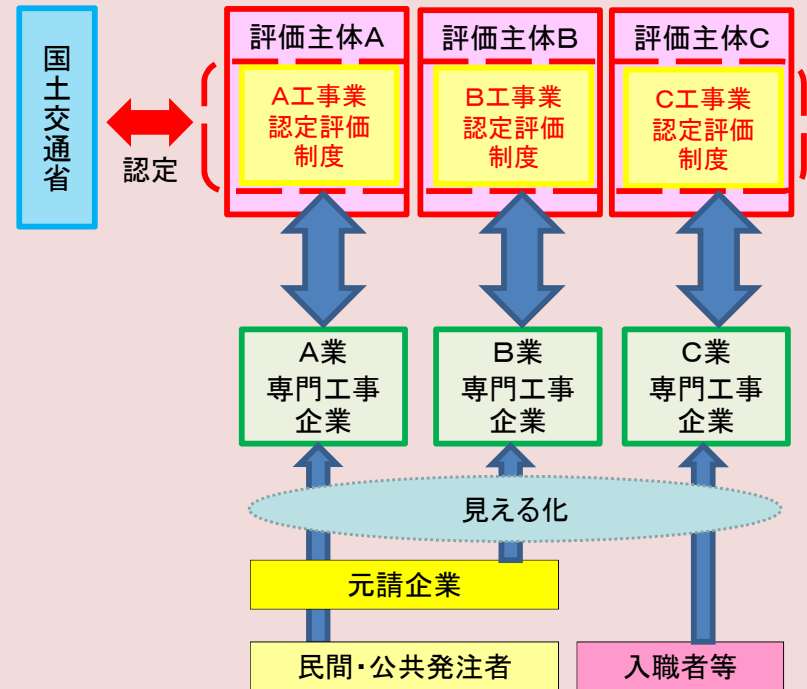 国土交通省
認定
評価主体A
A工事業
認定評価
制度
評価主体B
B工事業
認定評価
制度
評価主体C
C工事業
認定評価
制度
A業
専門工事
企業
B業
専門工事
企業
C業
専門工事
企業
見える化
元請企業
民間・公共発注者
入職者等